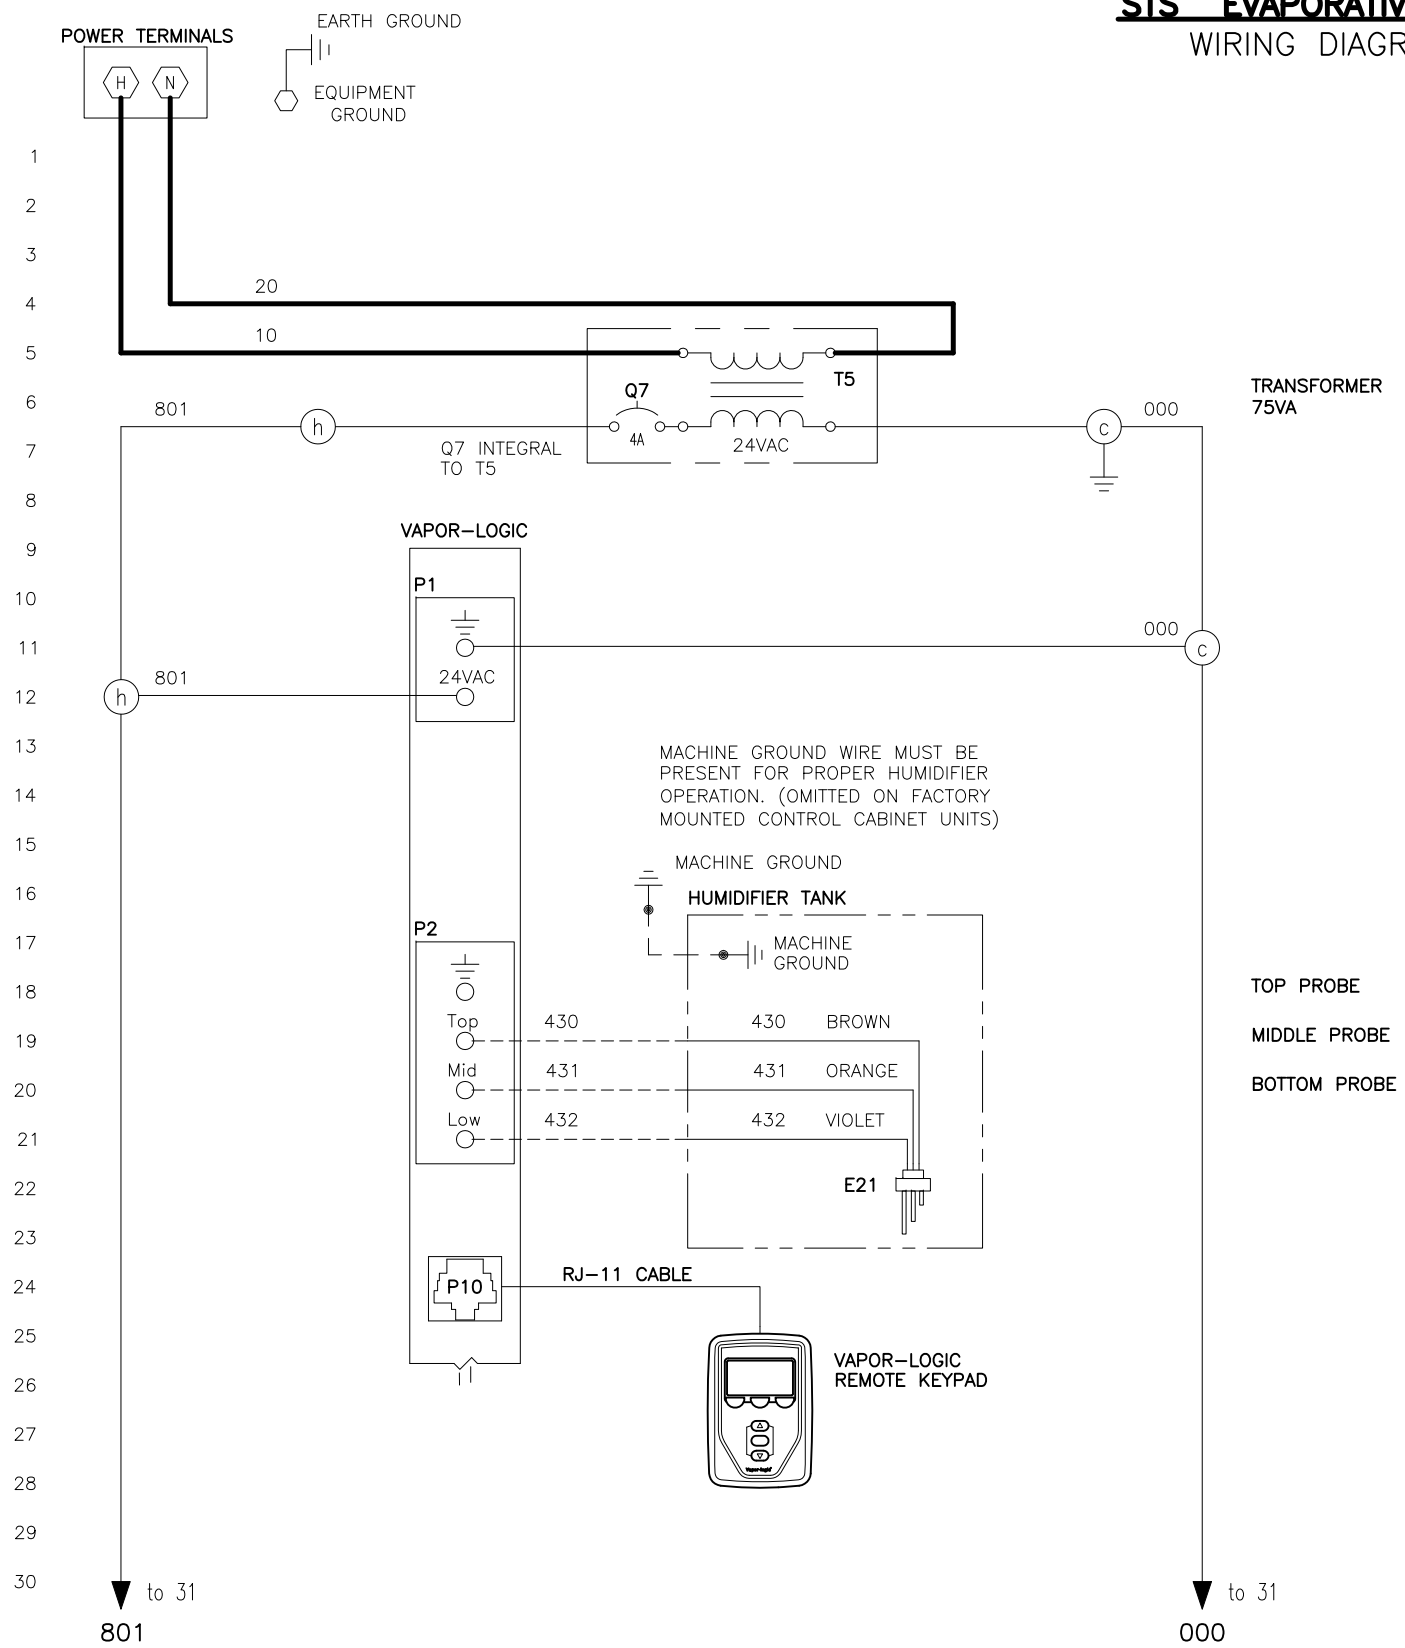 STS EVAPORATIV
WIRING DIAGR
EARTH GROUND
POWER TERMINALS
H N
EQUIPMENT
GROUND
1
2
3
20
4
10
5
T5
Q7
6
TRANSFORMER
75VA
801
h
4A
24VAC
c
000
7
Q7 INTEGRAL
TO T5
8
VAPOR-LOGIC
9
P1
10
000
11
c
801
24VAC
12
h
13
MACHINE GROUND WIRE MUST BE
PRESENT FOR PROPER HUMIDIFIER
OPERATION. (OMITTED ON FACTORY
MOUNTED CONTROL CABINET UNITS)
14
15
MACHINE GROUND
16
HUMIDIFIER TANK
P2
17
MACHINE
GROUND
18
TOP PROBE
Top
430 430 BROWN
19
MIDDLE PROBE
Mid
431 431 ORANGE
20
BOTTOM PROBE
Low
432 432 VIOLET
21
22
E21
23
RJ-11 CABLE
24
P10
25
VAPOR-LOGIC
REMOTE KEYPAD
26
27
Vapor-logic
28
29
30
to 31
to 31
801
000